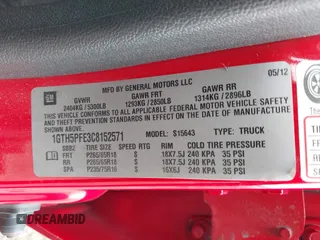 MFD BY GENERAL MOTORS LLC
05/12
GM
GVWR GAWR FRT GAWR RR
2404KG / 5300LB 1293KG / 2850LB 1314KG / 2896LB
THIS VEHICLE CONFORMS TO ALL APPLICABLE FEDERAL MOTOR VEHICLE SAFETY AND THEFT PREVENTION STANDARDS IN EFFECT ON THE DATE OF MANUFACTURE SHOWN ABOVE.
1GTH5PFE3C8152571 MODEL: S15643 TYPE: TRUCK
SBB2 TIRE SIZE SPEED RTG RIM COLD TIRE PRESSURE
FRT P265/65R18 S 18X7.5J 240 KPA 35 PSI
RR P265/65R18 S 18X7.5J 240 KPA 35 PSI
SPA P235/75R16 S 16X6J 240 KPA 35 PSI
DREAMBID